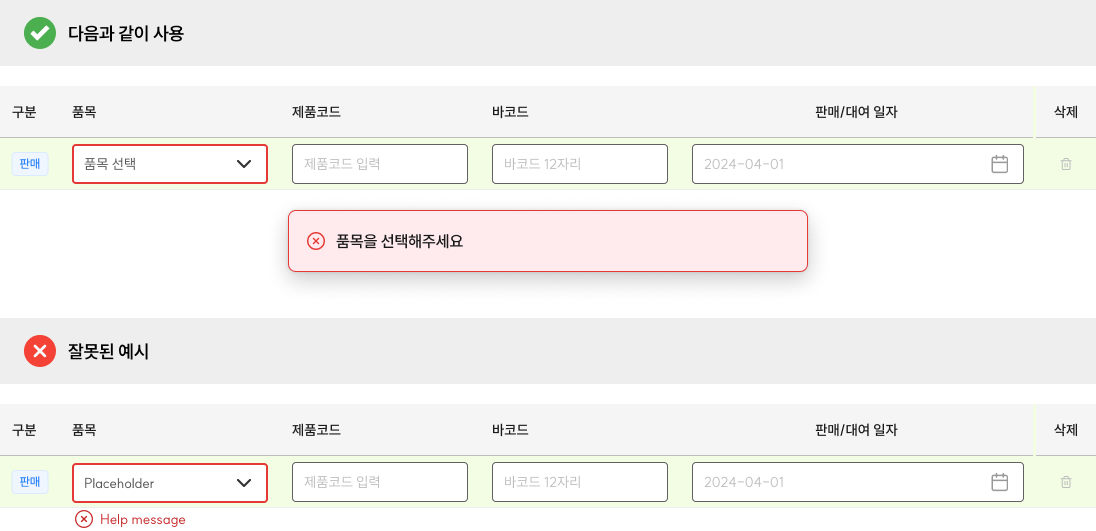 다음과 같이 사용
구분 품목 제품코드 바코드 판매/대여 일자 삭제
판매 품목 선택 제품코드 입력 바코드 12자리 2024-04-01
품목을 선택해주세요
잘못된 예시
구분 품목 제품코드 바코드 판매/대여 일자 삭제
판매 Placeholder 제품코드 입력 바코드 12자리 2024-04-01
Help message